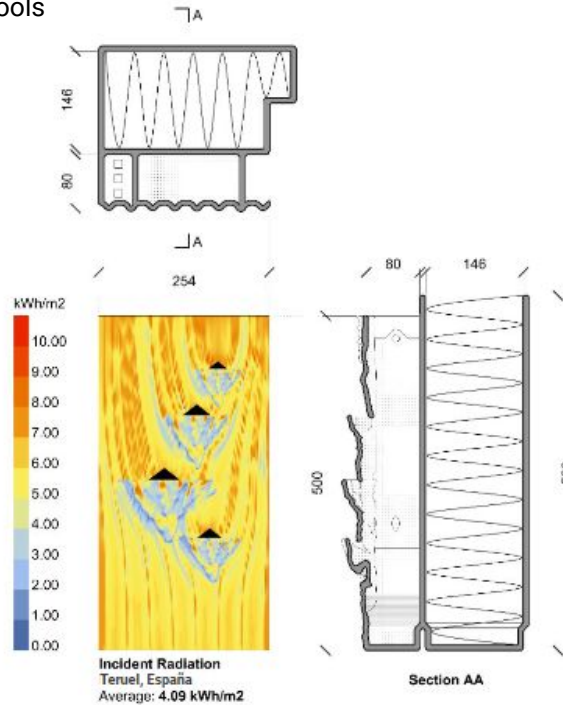 ools
A
146
80
A
254
80
146
kWh/m2
10.00
9.00
8.00
7.00
6.00
5.00
4.00
3.00
2.00
1.00
0.00
500
Incident Radiation
Teruel, España
Average: 4.09 kWh/m2
Section AA